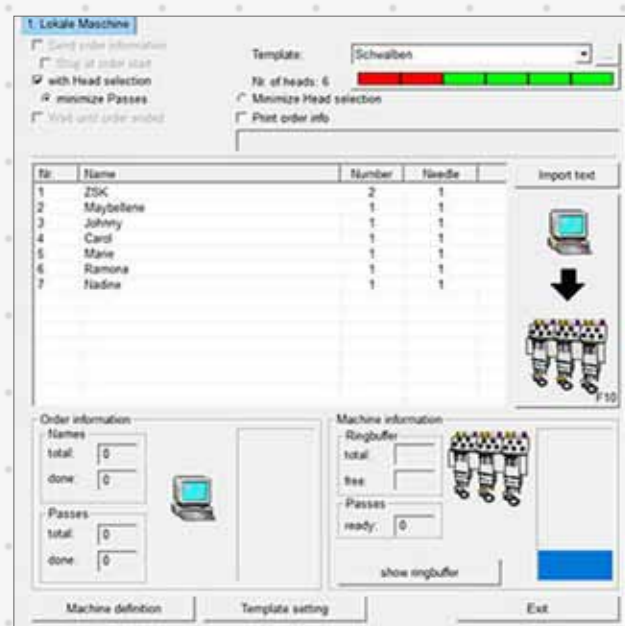 1. Lokale Maschine
Send order information
Stop at order start
with Head selection
minimize Passes
Wait until order ended
Template:
Schwalben
...
Nr. of heads: 6
Minimize Head selection
Print order info
Nr. Name Number Needle
1 ZSK 2 1
2 Maybellene 1 1
3 Johnny 1 1
4 Carol 1 1
5 Marie 1 1
6 Ramona 1 1
7 Nadine 1 1
Import text
F10
Order information
Names
total: 0
done: 0
Passes
total: 0
done: 0
Machine information
Ringbuffer
total:
free:
Passes
ready: 0
show ringbuffer
Machine definition
Template setting
Exit